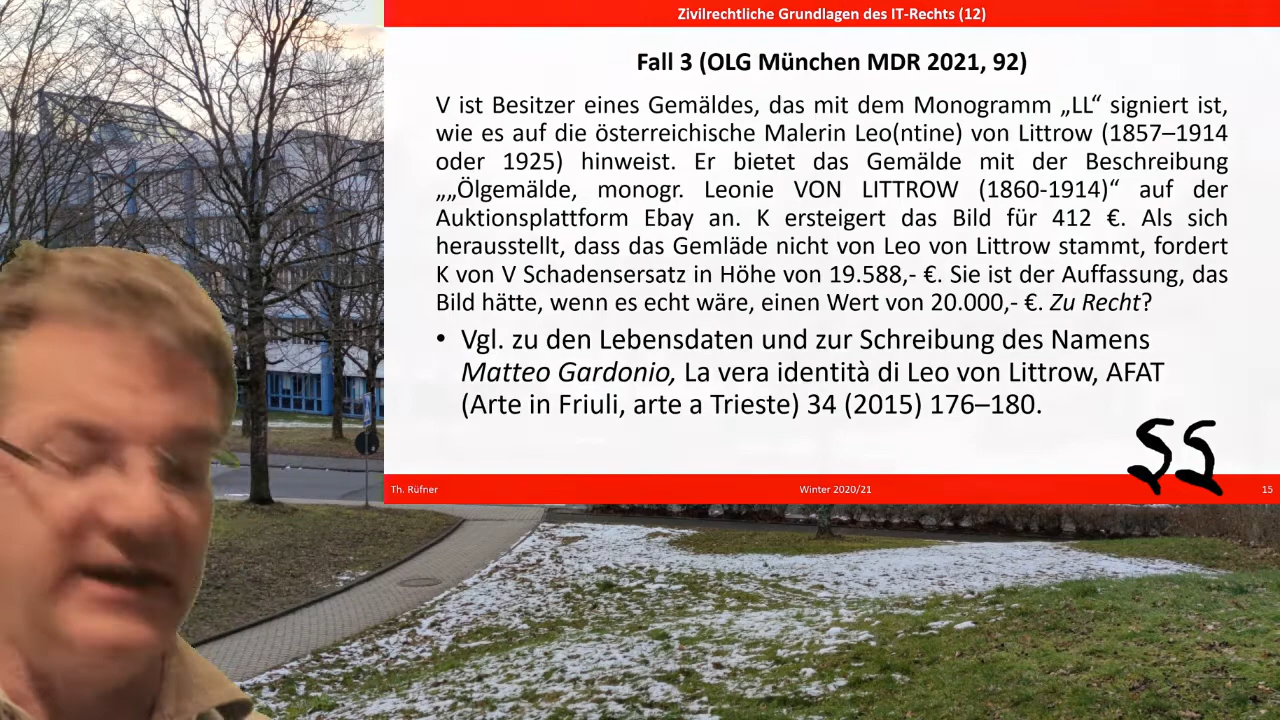 Zivilrechtliche Grundlagen des IT-Rechts (12)
Fall 3 (OLG München MDR 2021, 92)
V ist Besitzer eines Gemäldes, das mit dem Monogramm „LL“ signiert ist,
wie es auf die österreichische Malerin Leo(ntine) von Littrow (1857–1914
oder 1925) hinweist. Er bietet das Gemälde mit der Beschreibung
„„Ölgemälde, monogr. Leonie VON LITTROW (1860-1914)“ auf der
Auktionsplattform Ebay an. K ersteigert das Bild für 412 €. Als sich
herausstellt, dass das Gemläde nicht von Leo von Littrow stammt, fordert
K von V Schadensersatz in Höhe von 19.588,- €. Sie ist der Auffassung, das
Bild hätte, wenn es echt wäre, einen Wert von 20.000,- €. Zu Recht?
• Vgl. zu den Lebensdaten und zur Schreibung des Namens
Matteo Gardonio, La vera identità di Leo von Littrow, AFAT
(Arte in Friuli, arte a Trieste) 34 (2015) 176–180.
Th. Rüfner
Winter 2020/21
15